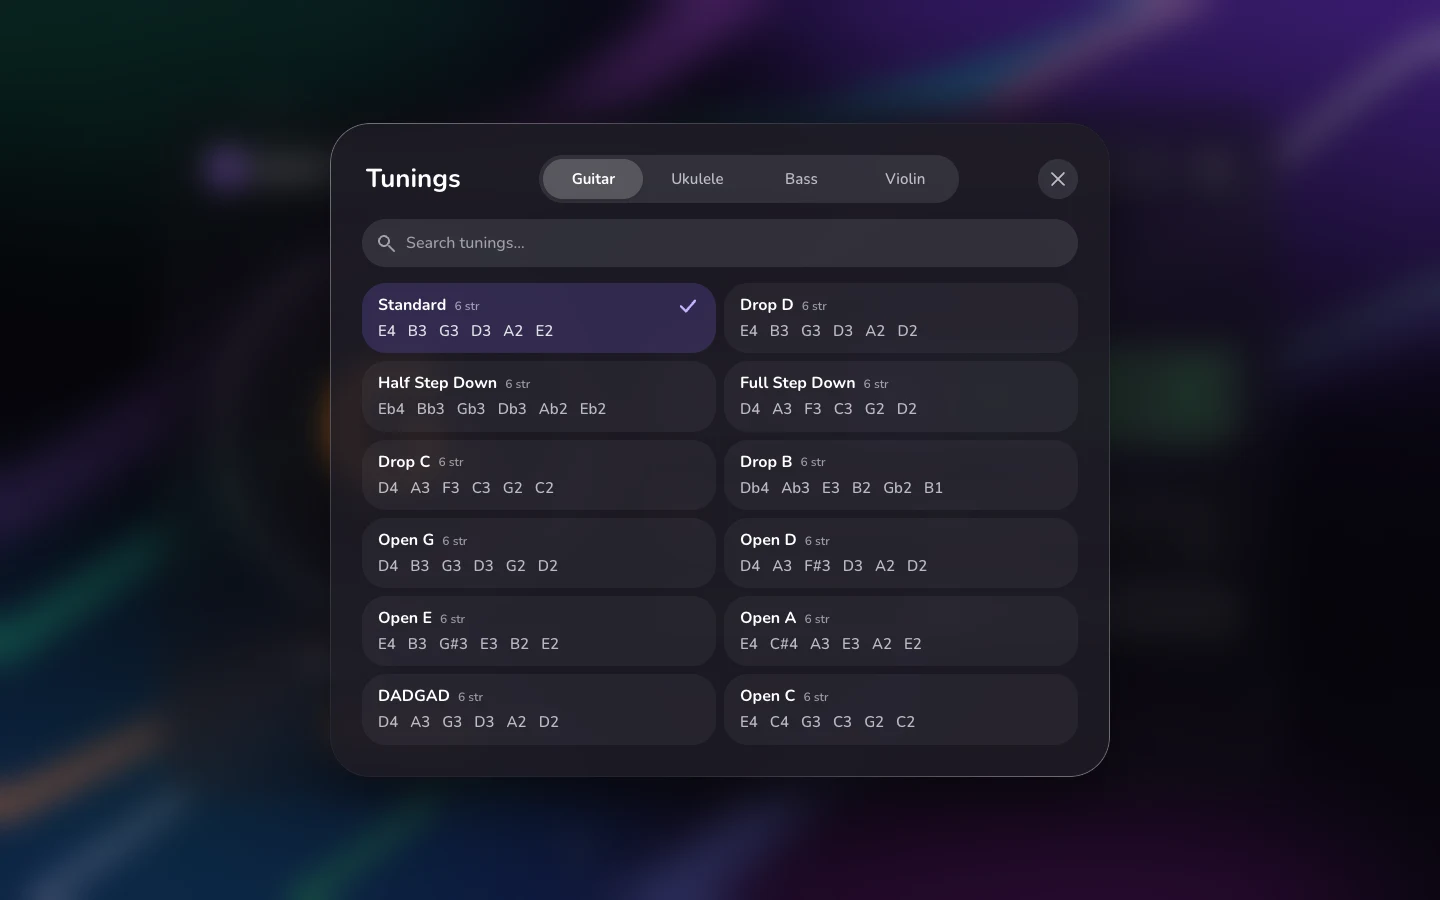 Tunings
Guitar Ukulele Bass Violin
Search tunings...
Standard 6 str
E4 B3 G3 D3 A2 E2
Drop D 6 str
E4 B3 G3 D3 A2 D2
Half Step Down 6 str
Eb4 Bb3 Gb3 Db3 Ab2 Eb2
Full Step Down 6 str
D4 A3 F3 C3 G2 D2
Drop C 6 str
D4 A3 F3 C3 G2 C2
Drop B 6 str
Db4 Ab3 E3 B2 Gb2 B1
Open G 6 str
D4 B3 G3 D3 G2 D2
Open D 6 str
D4 A3 F#3 D3 A2 D2
Open E 6 str
E4 B3 G#3 E3 B2 E2
Open A 6 str
E4 C#4 A3 E3 A2 E2
DADGAD 6 str
D4 A3 G3 D3 A2 D2
Open C 6 str
E4 C4 G3 C3 G2 C2